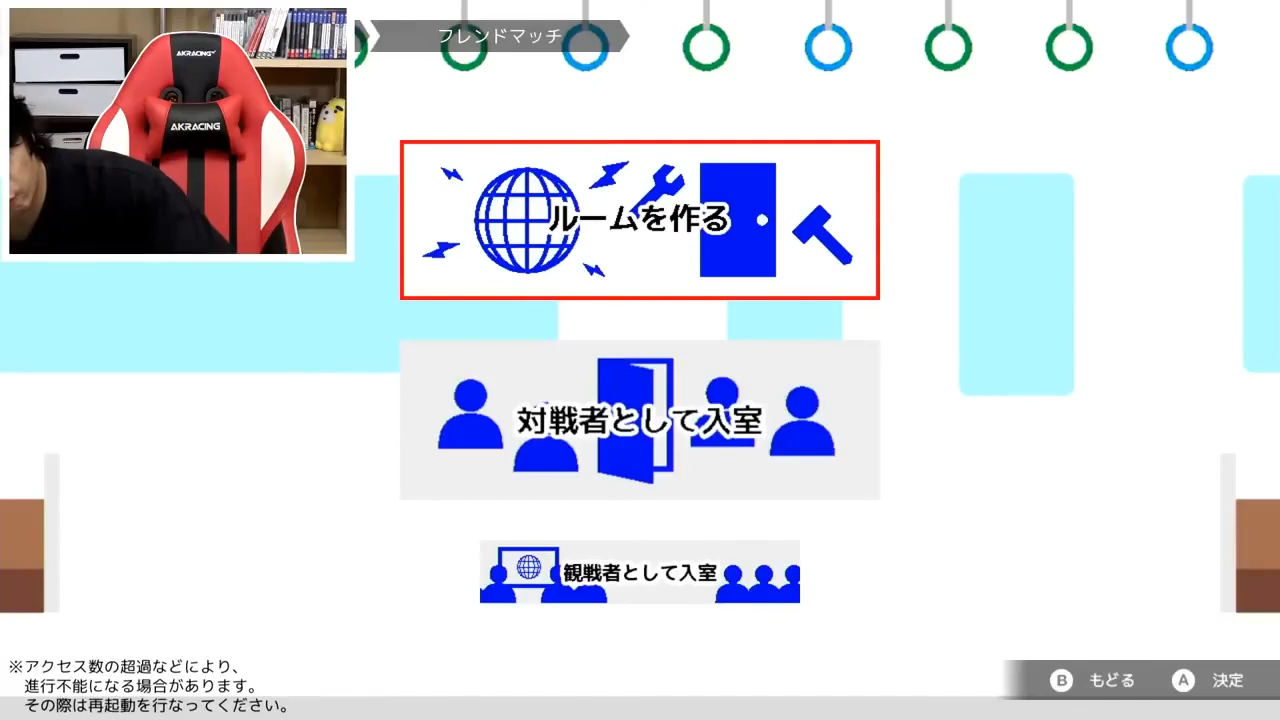 フレンドマッチ
AKRACING
AKRACING
ルームを作る
対戦者として入室
観戦者として入室
※アクセス数の超過などにより、
進行不能になる場合があります。
その際は再起動を行なってください。
B もどる A 決定